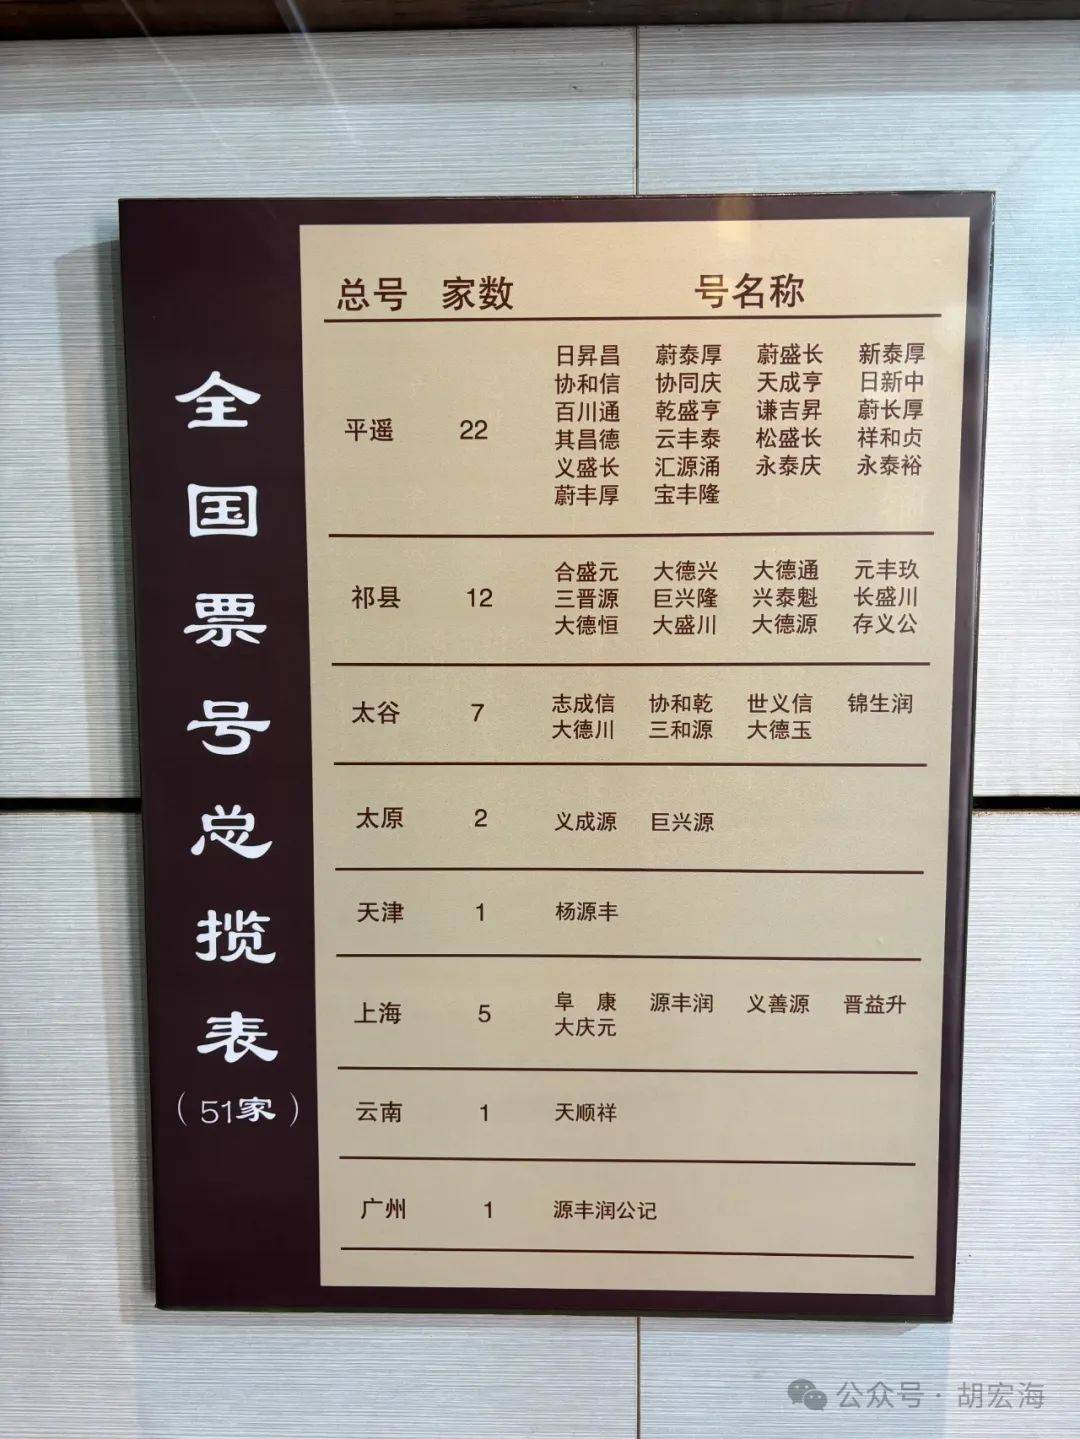 全国票号总揽表
（51家）
总号 家数 号名称
平遥 22
日昇昌 蔚泰厚 蔚盛长 新泰厚
协和信 协同庆 天成亨 日新中
百川通 乾盛亨 谦吉昇 蔚长厚
其昌德 云丰泰 松盛长 祥和贞
义盛长 汇源涌 永泰庆 永泰裕
蔚丰厚 宝丰隆
祁县 12
合盛元 大德兴 大德通 元丰玖
三晋源 巨兴隆 兴泰魁 长盛川
大德恒 大盛川 大德源 存义公
太谷 7
志成信 协和乾 世义信 锦生润
大德川 三和源 大德玉
太原 2 义成源 巨兴源
天津 1 杨源丰
上海 5
阜康 源丰润 义善源 晋益升
大庆元
云南 1 天顺祥
广州 1 源丰润公记
公众号·胡宏海